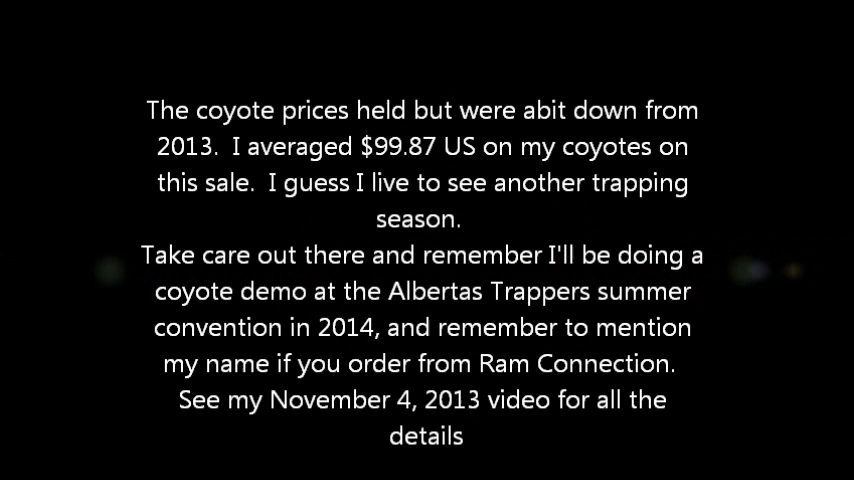 The coyote prices held but were abit down from
2013.  I averaged $99.87 US on my coyotes on
this sale.  I guess I live to see another trapping
season.
Take care out there and remember I'll be doing a
coyote demo at the Albertas Trappers summer
convention in 2014, and remember to mention
my name if you order from Ram Connection.
See my November 4, 2013 video for all the
details